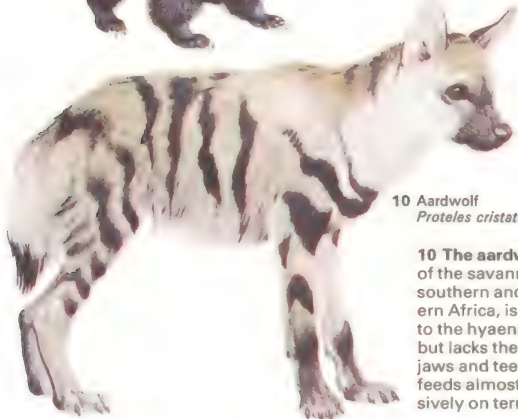 10 Aardwolf
Proteles cristat
10 The aardw
of the savann
southern and
ern Africa, is
to the hyaen
but lacks the
jaws and tee
feeds almost
sively on